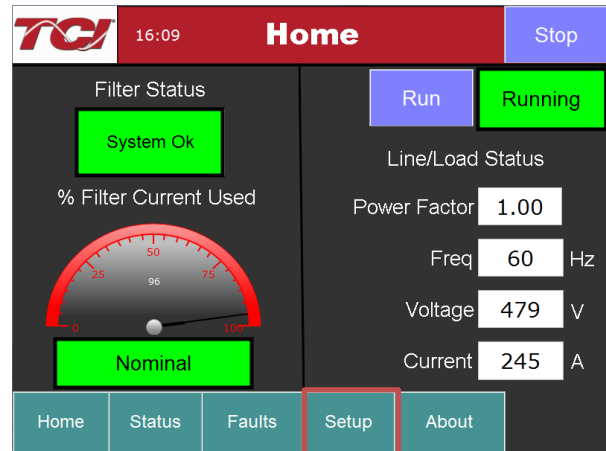 TCI 16:09 Home Stop
Filter Status
System Ok
% Filter Current Used
50
25 75
96
0 100
Nominal
Run Running
Line/Load Status
Power Factor 1.00
Freq 60 Hz
Voltage 479 V
Current 245 A
Home Status Faults Setup About